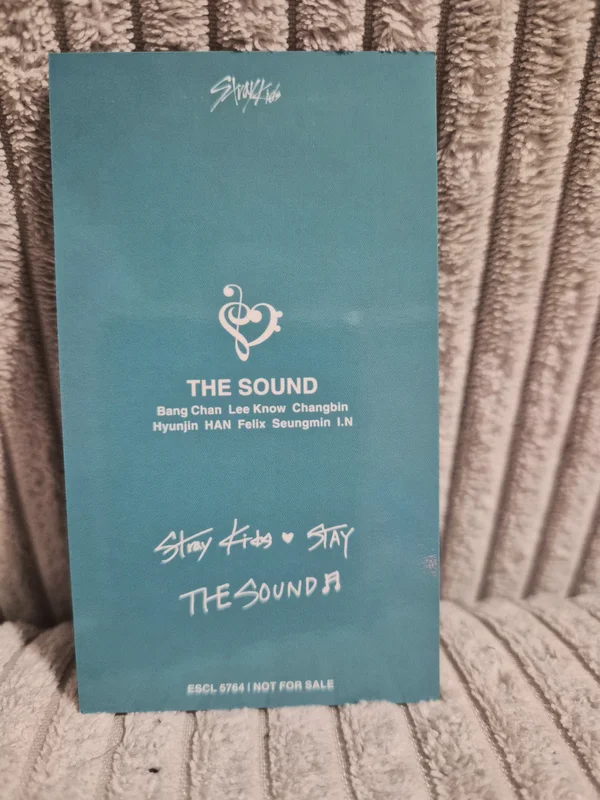 Stray Kids
THE SOUND
Bang Chan Lee Know Changbin
Hyunjin HAN Felix Seungmin I.N
Stray Kids ♥ STAY
THE SOUND🎵
ESCL 5764 | NOT FOR SALE